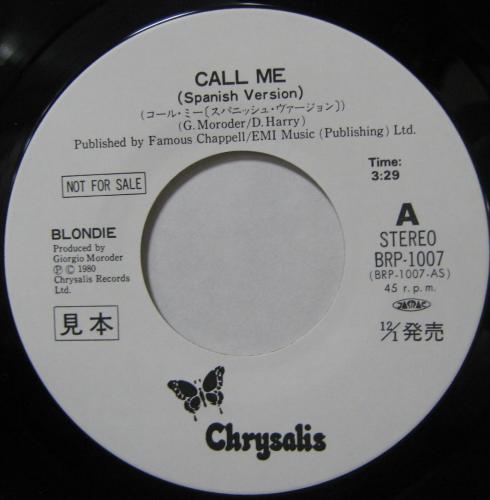 CALL ME
(Spanish Version)
(コール・ミー[スパニッシュ・ヴァージョン])
(G. Moroder/D. Harry)
Published by Famous Chappell/EMI Music (Publishing) Ltd.
NOT FOR SALE
Time:
3:29
BLONDIE
Produced by
Giorgio Moroder
Ⓟ © 1980
Chrysalis Records
Ltd.
A
STEREO
BRP-1007
(BRP-1007-AS)
45 r.p.m.
JASRAC
見本
12/1発売
Chrysalis